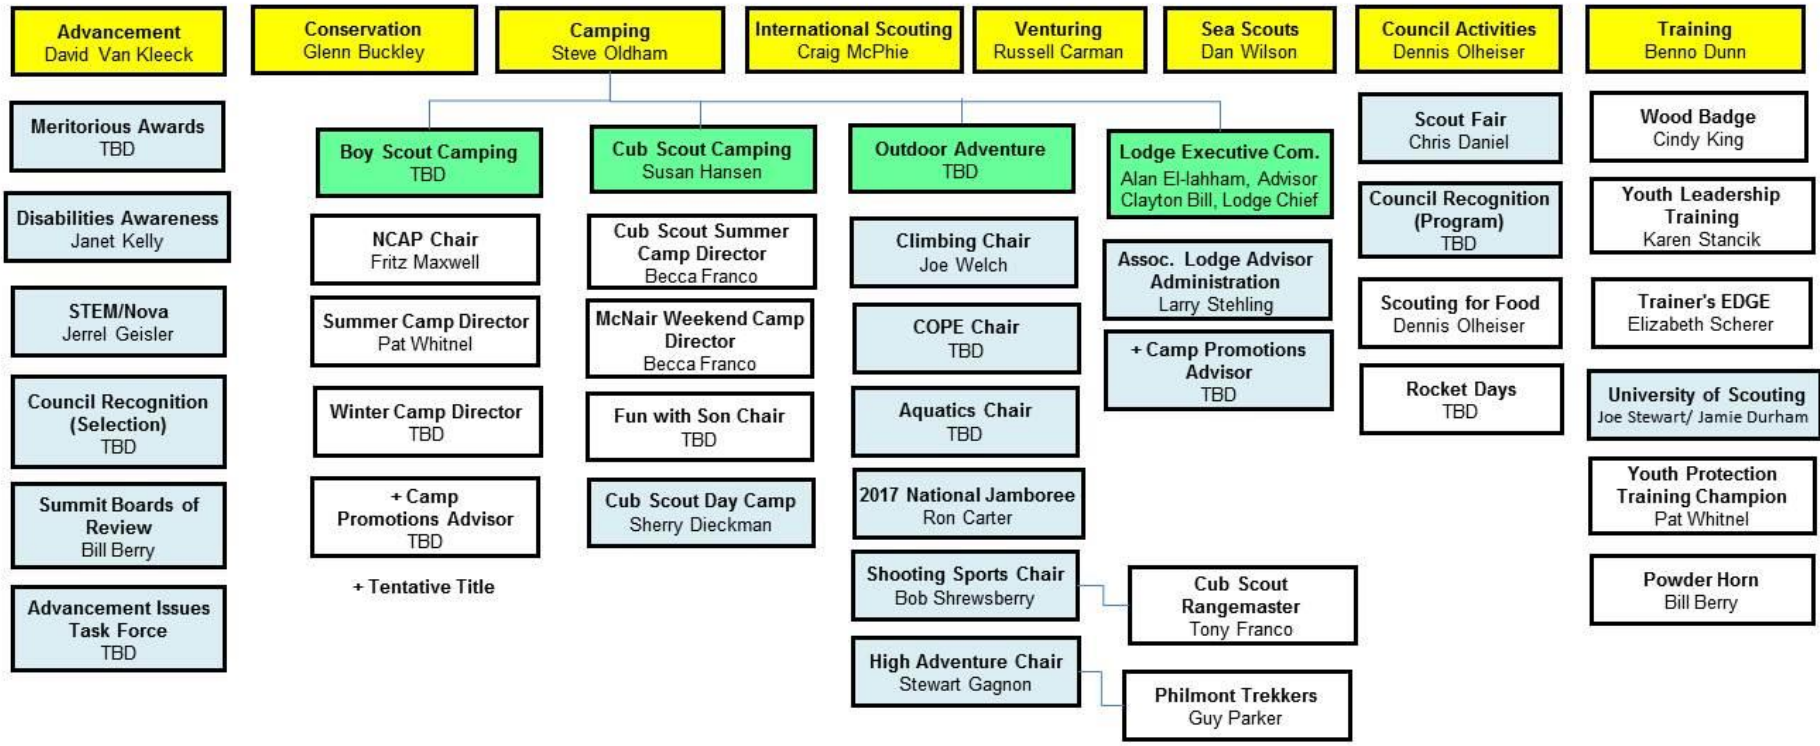 Advancement
David Van Kleeck
Conservation
Glenn Buckley
Camping
Steve Oldham
International Scouting
Craig McPhie
Venturing
Russell Carman
Sea Scouts
Dan Wilson
Council Activities
Dennis Olheiser
Training
Benno Dunn
Meritorious Awards
TBD
Disabilities Awareness
Janet Kelly
STEM/Nova
Jerrel Geisler
Council Recognition
(Selection)
TBD
Summit Boards of
Review
Bill Berry
Advancement Issues
Task Force
TBD
Boy Scout Camping
TBD
NCAP Chair
Fritz Maxwell
Summer Camp Director
Pat Whitnel
Winter Camp Director
TBD
+ Camp
Promotions Advisor
TBD
+ Tentative Title
Cub Scout Camping
Susan Hansen
Cub Scout Summer
Camp Director
Becca Franco
McNair Weekend Camp
Director
Becca Franco
Fun with Son Chair
TBD
Cub Scout Day Camp
Sherry Dieckman
Outdoor Adventure
TBD
Climbing Chair
Joe Welch
COPE Chair
TBD
Aquatics Chair
TBD
2017 National Jamboree
Ron Carter
Shooting Sports Chair
Bob Shrewsberry
High Adventure Chair
Stewart Gagnon
Lodge Executive Com.
Alan El-lahham, Advisor
Clayton Bill, Lodge Chief
Assoc. Lodge Advisor
Administration
Larry Stehling
+ Camp Promotions
Advisor
TBD
Cub Scout
Rangemaster
Tony Franco
Philmont Trekkers
Guy Parker
Scout Fair
Chris Daniel
Council Recognition
(Program)
TBD
Scouting for Food
Dennis Olheiser
Rocket Days
TBD
Wood Badge
Cindy King
Youth Leadership
Training
Karen Stancik
Trainer's EDGE
Elizabeth Scherer
University of Scouting
Joe Stewart/ Jamie Durham
Youth Protection
Training Champion
Pat Whitnel
Powder Horn
Bill Berry